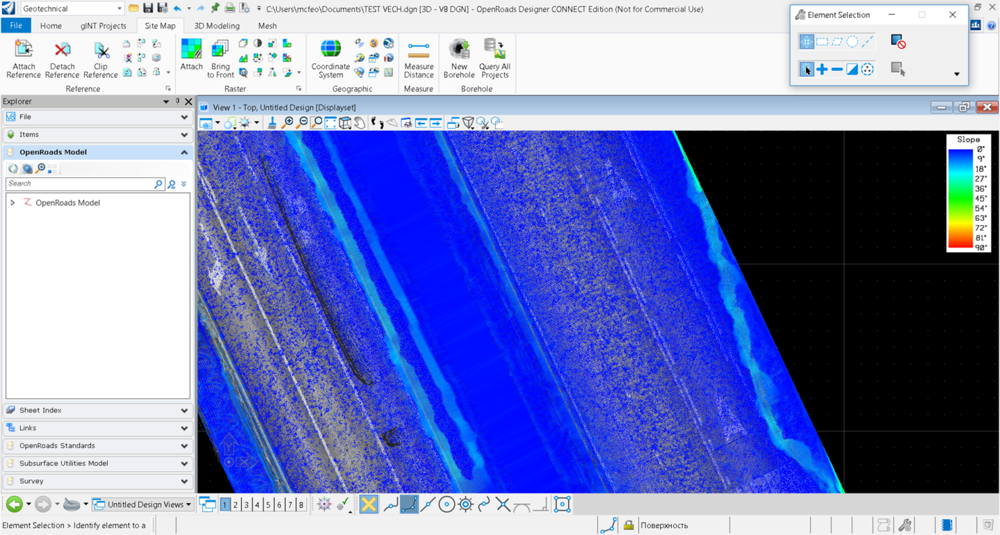 Geotechnical
C:\Users\mcfeo\Documents\TEST VECH.dgn [3D - V8 DGN] - OpenRoads Designer CONNECT Edition (Not for Commercial Use)
File Home gINT Projects Site Map 3D Modeling Mesh
Attach Reference
Detach Reference
Clip Reference
Attach
Bring to Front
Coordinate System
Measure Distance
New Borehole
Query All Projects
Reference Raster Geographic Measure Borehole
Element Selection
Explorer
File
Items
OpenRoads Model
Search
OpenRoads Model
Sheet Index
Links
OpenRoads Standards
Subsurface Utilities Model
Survey
View 1 - Top, Untitled Design [Displayset]
Slope
0°
9°
18°
27°
36°
45°
54°
63°
72°
81°
90°
Untitled Design Views 1 2 3 4 5 6 7 8
Element Selection > Identify element to a
Поверхность